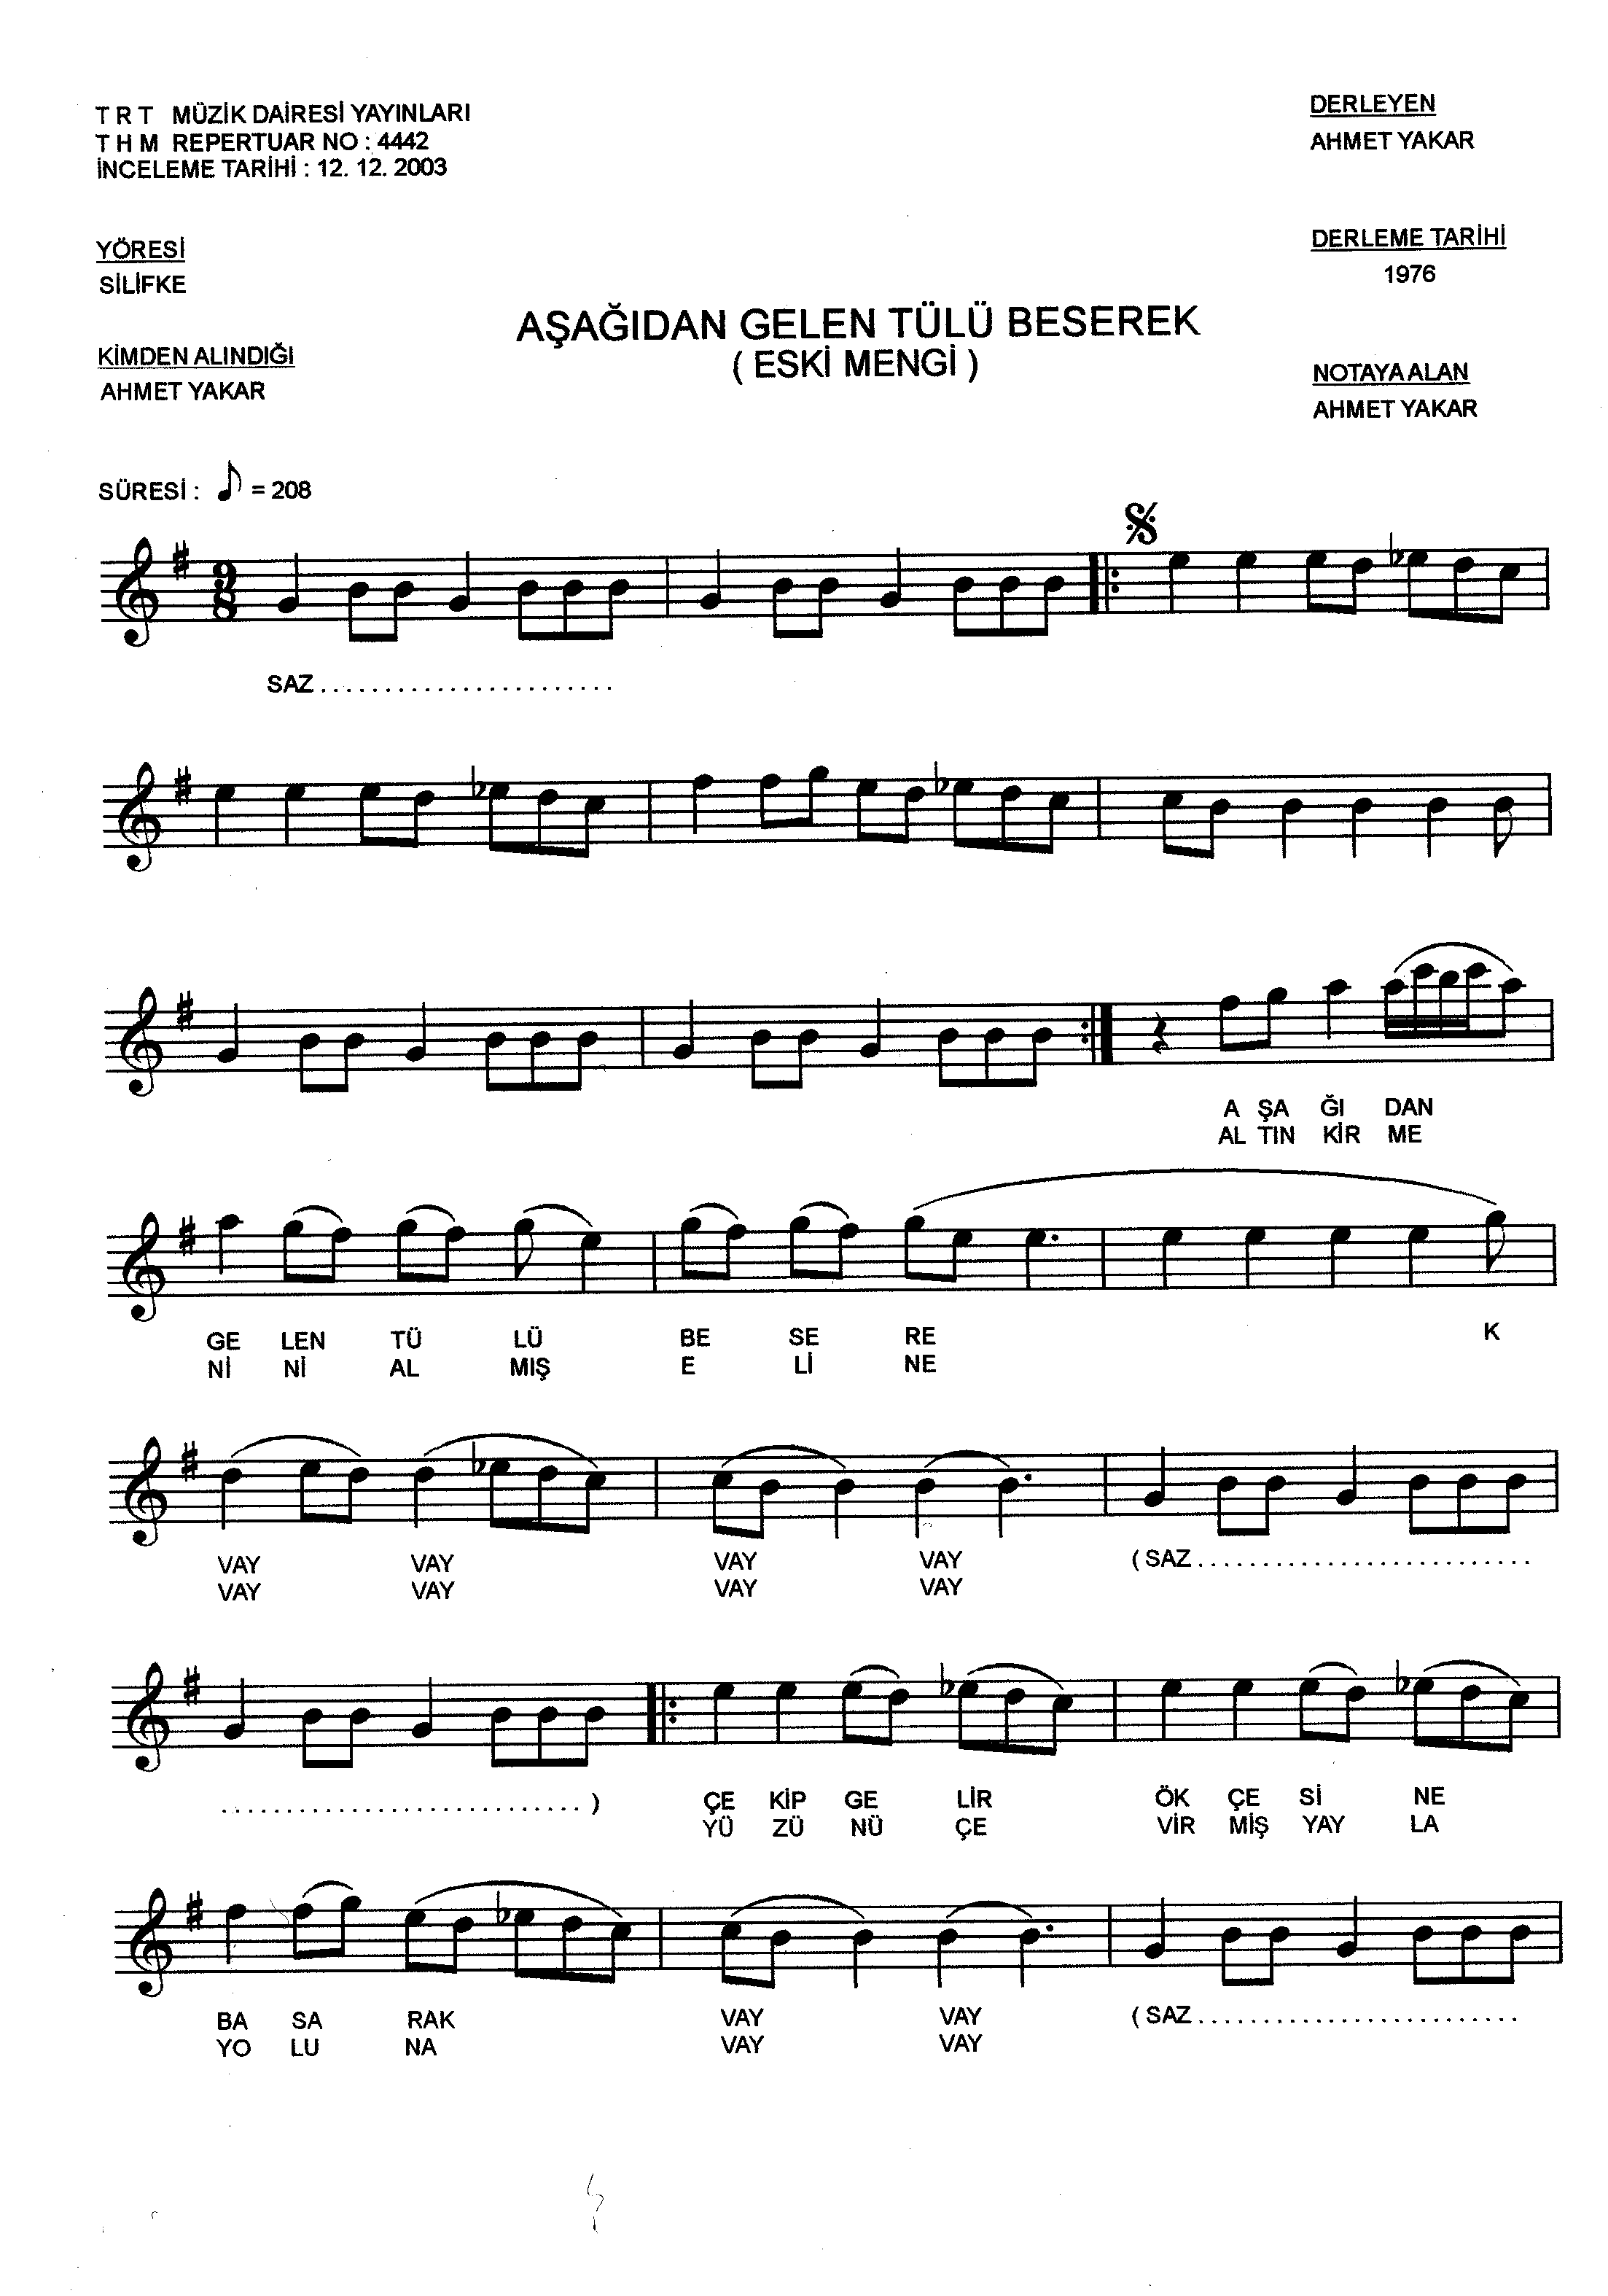 T R T MÜZİK DAİRESİ YAYINLARI
T H M REPERTUAR NO : 4442
İNCELEME TARİHİ : 12. 12. 2003
DERLEYEN
AHMET YAKAR
YÖRESİ
SİLİFKE
DERLEME TARİHİ
1976
AŞAĞIDAN GELEN TÜLÜ BESEREK
( ESKİ MENGİ )
KİMDEN ALINDIĞI
AHMET YAKAR
NOTAYA ALAN
AHMET YAKAR
SÜRESİ : ♪ = 208
9
8
SAZ . . . . . . . . . . . . . . . . . . . . . . .
A ŞA ĞI DAN
AL TIN KİR ME
GE LEN TÜ LÜ BE SE RE K
Nİ Nİ AL MIŞ E Lİ NE
VAY VAY VAY VAY ( SAZ . . . . . . . . . . . . . . . . . . . . . . . . . .
VAY VAY VAY VAY
. . . . . . . . . . . . . . . . . . . . . . . . . . . . )  ÇE KİP GE LİR ÖK ÇE Sİ NE
YÜ ZÜ NÜ ÇE VİR MİŞ YAY LA
BA SA RAK VAY VAY ( SAZ . . . . . . . . . . . . . . . . . . . . . . . . .
YO LU NA VAY VAY